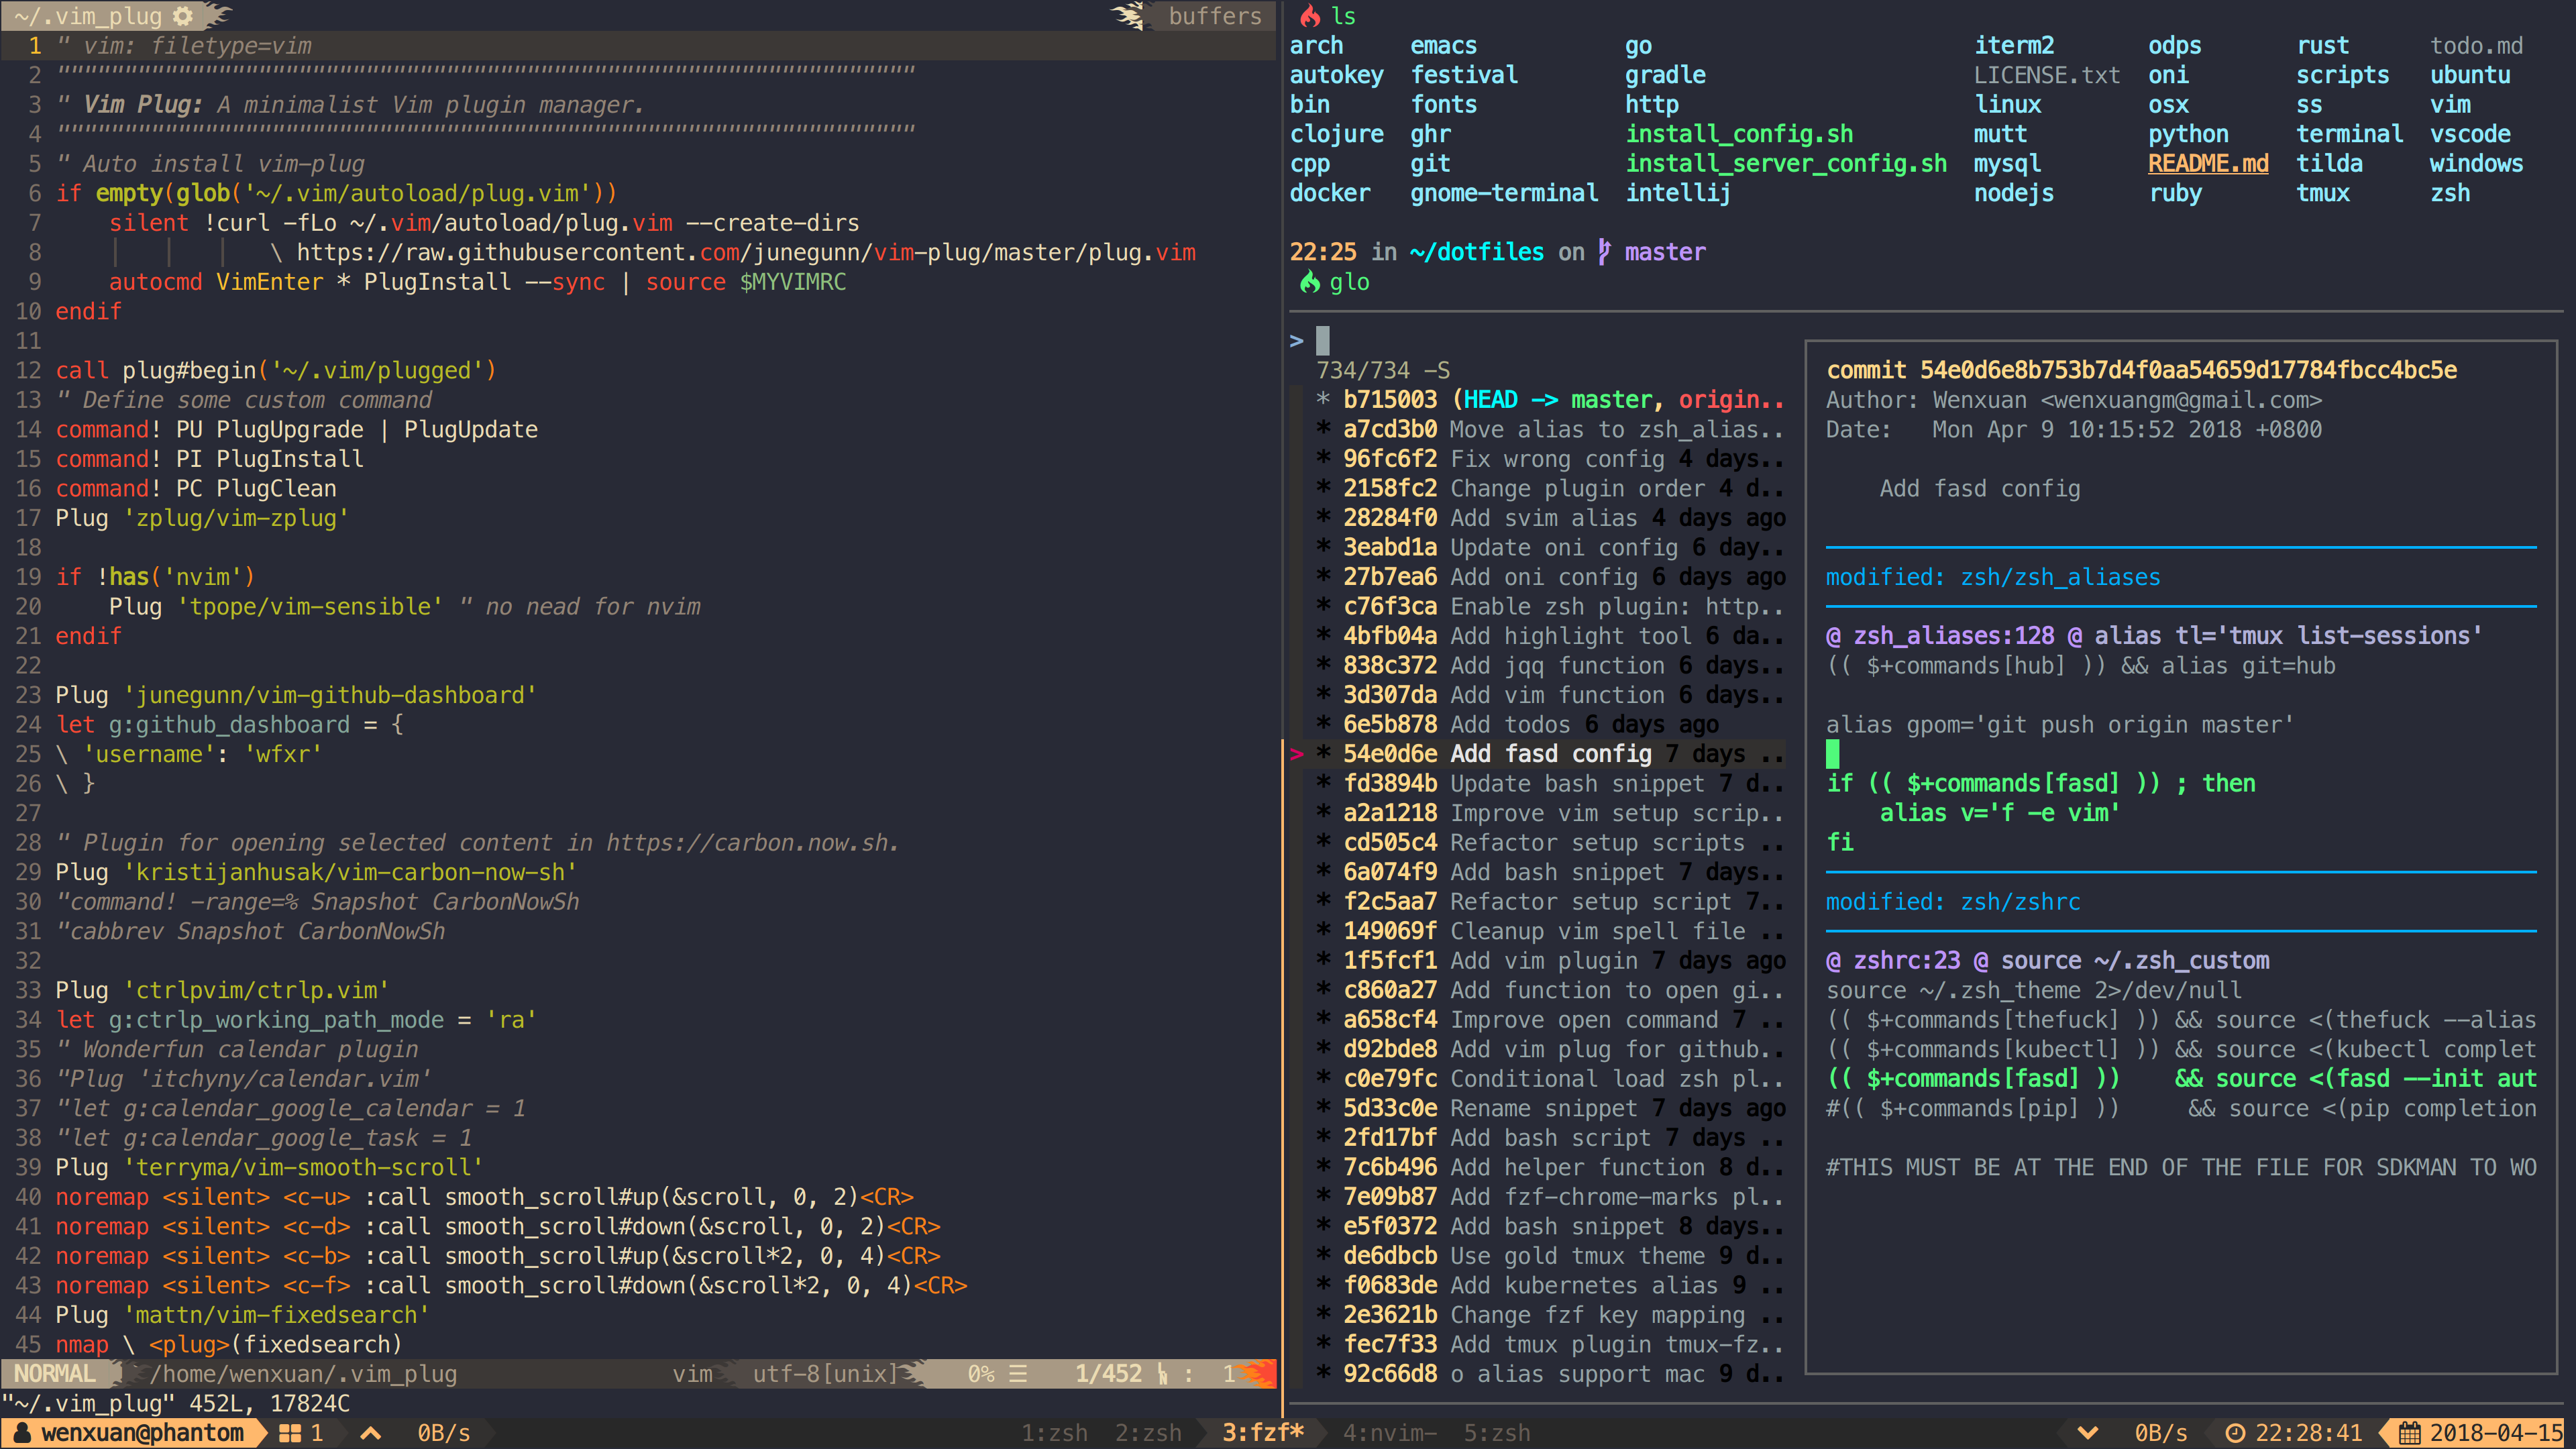 ~/.vim_plug buffers
1 " vim: filetype=vim
2 """"""""""""""""""""""""""""""""""""""""""""""""""""""""""""""""
3 " Vim Plug: A minimalist Vim plugin manager.
4 """"""""""""""""""""""""""""""""""""""""""""""""""""""""""""""""
5 " Auto install vim-plug
6 if empty(glob('~/.vim/autoload/plug.vim'))
7     silent !curl -fLo ~/.vim/autoload/plug.vim --create-dirs
8                 \ https://raw.githubusercontent.com/junegunn/vim-plug/master/plug.vim
9     autocmd VimEnter * PlugInstall --sync | source $MYVIMRC
10 endif
11
12 call plug#begin('~/.vim/plugged')
13 " Define some custom command
14 command! PU PlugUpgrade | PlugUpdate
15 command! PI PlugInstall
16 command! PC PlugClean
17 Plug 'zplug/vim-zplug'
18
19 if !has('nvim')
20     Plug 'tpope/vim-sensible' " no nead for nvim
21 endif
22
23 Plug 'junegunn/vim-github-dashboard'
24 let g:github_dashboard = {
25 \ 'username': 'wfxr'
26 \ }
27
28 " Plugin for opening selected content in https://carbon.now.sh.
29 Plug 'kristijanhusak/vim-carbon-now-sh'
30 "command! -range=% Snapshot CarbonNowSh
31 "cabbrev Snapshot CarbonNowSh
32
33 Plug 'ctrlpvim/ctrlp.vim'
34 let g:ctrlp_working_path_mode = 'ra'
35 " Wonderfun calendar plugin
36 "Plug 'itchyny/calendar.vim'
37 "let g:calendar_google_calendar = 1
38 "let g:calendar_google_task = 1
39 Plug 'terryma/vim-smooth-scroll'
40 noremap <silent> <c-u> :call smooth_scroll#up(&scroll, 0, 2)<CR>
41 noremap <silent> <c-d> :call smooth_scroll#down(&scroll, 0, 2)<CR>
42 noremap <silent> <c-b> :call smooth_scroll#up(&scroll*2, 0, 4)<CR>
43 noremap <silent> <c-f> :call smooth_scroll#down(&scroll*2, 0, 4)<CR>
44 Plug 'mattn/vim-fixedsearch'
45 nmap \ <plug>(fixedsearch)
NORMAL /home/wenxuan/.vim_plug vim utf-8[unix] 0% ☰ 1/452 ㏑ : 1
"~/.vim_plug" 452L, 17824C
ls
arch emacs go iterm2 odps rust todo.md
autokey festival gradle LICENSE.txt oni scripts ubuntu
bin fonts http linux osx ss vim
clojure ghr install_config.sh mutt python terminal vscode
cpp git install_server_config.sh mysql README.md tilda windows
docker gnome-terminal intellij nodejs ruby tmux zsh
22:25 in ~/dotfiles on master
glo
>
734/734 -S
* b715003 (HEAD -> master, origin..
* a7cd3b0 Move alias to zsh_alias..
* 96fc6f2 Fix wrong config 4 days..
* 2158fc2 Change plugin order 4 d..
* 28284f0 Add svim alias 4 days ago
* 3eabd1a Update oni config 6 day..
* 27b7ea6 Add oni config 6 days ago
* c76f3ca Enable zsh plugin: http..
* 4bfb04a Add highlight tool 6 da..
* 838c372 Add jqq function 6 days..
* 3d307da Add vim function 6 days..
* 6e5b878 Add todos 6 days ago
> * 54e0d6e Add fasd config 7 days ..
* fd3894b Update bash snippet 7 d..
* a2a1218 Improve vim setup scrip..
* cd505c4 Refactor setup scripts ..
* 6a074f9 Add bash snippet 7 days..
* f2c5aa7 Refactor setup script 7..
* 149069f Cleanup vim spell file ..
* 1f5fcf1 Add vim plugin 7 days ago
* c860a27 Add function to open gi..
* a658cf4 Improve open command 7 ..
* d92bde8 Add vim plug for github..
* c0e79fc Conditional load zsh pl..
* 5d33c0e Rename snippet 7 days ago
* 2fd17bf Add bash script 7 days ..
* 7c6b496 Add helper function 8 d..
* 7e09b87 Add fzf-chrome-marks pl..
* e5f0372 Add bash snippet 8 days..
* de6dbcb Use gold tmux theme 9 d..
* f0683de Add kubernetes alias 9 ..
* 2e3621b Change fzf key mapping ..
* fec7f33 Add tmux plugin tmux-fz..
* 92c66d8 o alias support mac 9 d..
commit 54e0d6e8b753b7d4f0aa54659d17784fbcc4bc5e
Author: Wenxuan <wenxuangm@gmail.com>
Date:   Mon Apr 9 10:15:52 2018 +0800
Add fasd config
modified: zsh/zsh_aliases
@ zsh_aliases:128 @ alias tl='tmux list-sessions'
(( $+commands[hub] )) && alias git=hub
alias gpom='git push origin master'
if (( $+commands[fasd] )) ; then
    alias v='f -e vim'
fi
modified: zsh/zshrc
@ zshrc:23 @ source ~/.zsh_custom
source ~/.zsh_theme 2>/dev/null
(( $+commands[thefuck] )) && source <(thefuck --alias
(( $+commands[kubectl] )) && source <(kubectl complet
(( $+commands[fasd] ))    && source <(fasd --init aut
#(( $+commands[pip] ))     && source <(pip completion
#THIS MUST BE AT THE END OF THE FILE FOR SDKMAN TO WO
wenxuan@phantom 1 0B/s 1:zsh 2:zsh 3:fzf* 4:nvim- 5:zsh 0B/s 22:28:41 2018-04-15